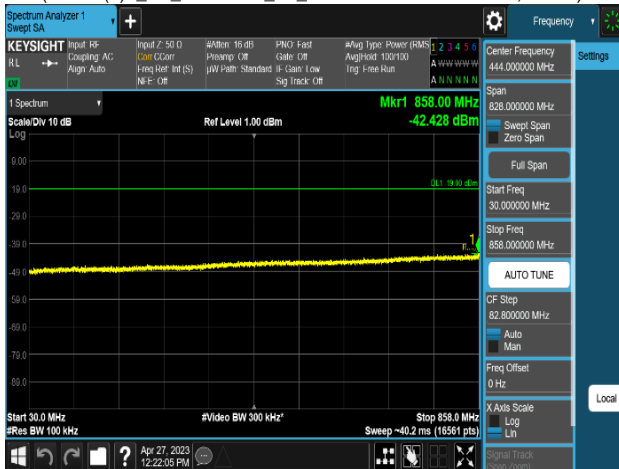 Spectrum Analyzer 1
Swept SA
Frequency
KEYSIGHT
Input: RF
Coupling: AC
Align: Auto
Input Z: 50 Ω
Corr CCorr
Freq Ref: Int (S)
NFE: Off
#Atten: 16 dB
Preamp: Off
µW Path: Standard
PNO: Fast
Gate: Off
IF Gain: Low
Sig Track: Off
#Avg Type: Power (RMS
Avg|Hold: 100/100
Trig: Free Run
1 2 3 4 5 6
A W W W W W
A N N N N N
1 Spectrum
Scale/Div 10 dB
Ref Level 1.00 dBm
Mkr1 858.00 MHz
-42.428 dBm
Log
-9.00
-19.0
-29.0
-39.0
-49.0
-59.0
-69.0
-79.0
-89.0
DL1 -19.00 dBm
1
Start 30.0 MHz
#Video BW 300 kHz*
Stop 858.0 MHz
#Res BW 100 kHz
Sweep ~40.2 ms (16561 pts)
Apr 27, 2023
12:22:05 PM
Center Frequency
444.000000 MHz
Settings
Span
828.000000 MHz
Swept Span
Zero Span
Full Span
Start Freq
30.000000 MHz
Stop Freq
858.000000 MHz
AUTO TUNE
CF Step
82.800000 MHz
Auto
Man
Freq Offset
0 Hz
X Axis Scale
Log
Lin
Local
Signal Track
(Span Zoom)